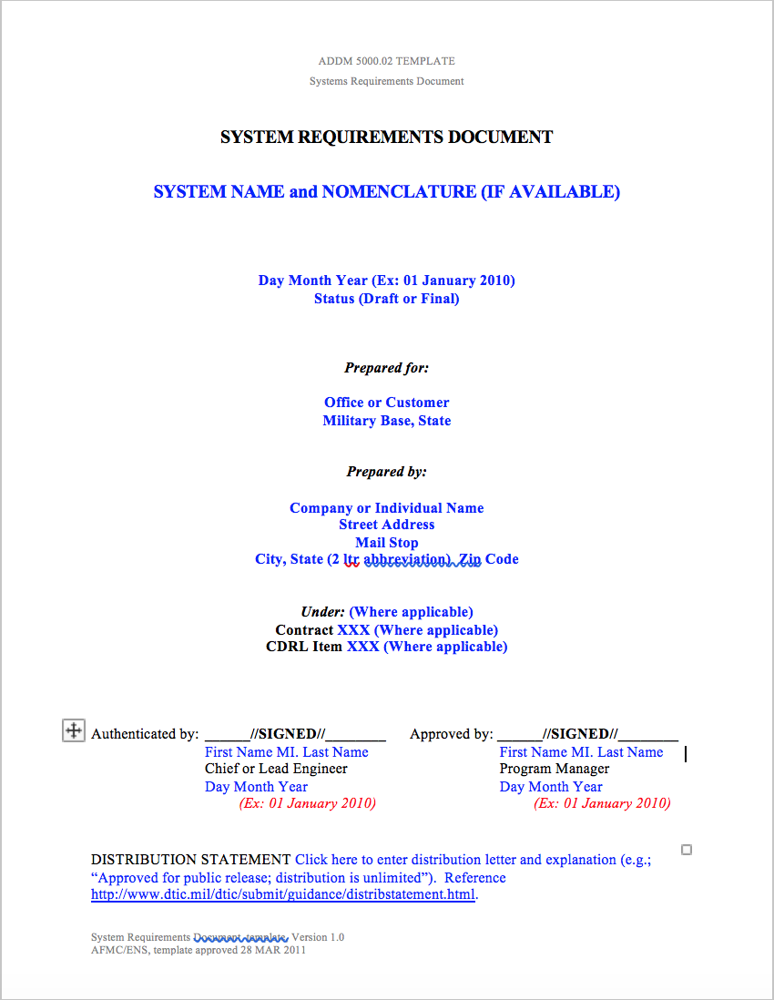 ADDM 5000.02 TEMPLATE
Systems Requirements Document
SYSTEM REQUIREMENTS DOCUMENT
SYSTEM NAME and NOMENCLATURE (IF AVAILABLE)
Day Month Year (Ex: 01 January 2010)
Status (Draft or Final)
Prepared for:
Office or Customer
Military Base, State
Prepared by:
Company or Individual Name
Street Address
Mail Stop
City, State (2 ltr abbreviation), Zip Code
Under: (Where applicable)
Contract XXX (Where applicable)
CDRL Item XXX (Where applicable)
Authenticated by: ______//SIGNED//________ Approved by: ______//SIGNED//________
First Name MI. Last Name First Name MI. Last Name
Chief or Lead Engineer Program Manager
Day Month Year Day Month Year
(Ex: 01 January 2010) (Ex: 01 January 2010)
DISTRIBUTION STATEMENT Click here to enter distribution letter and explanation (e.g.;
“Approved for public release; distribution is unlimited”). Reference
http://www.dtic.mil/dtic/submit/guidance/distribstatement.html.
System Requirements Document, template, Version 1.0
AFMC/ENS, template approved 28 MAR 2011